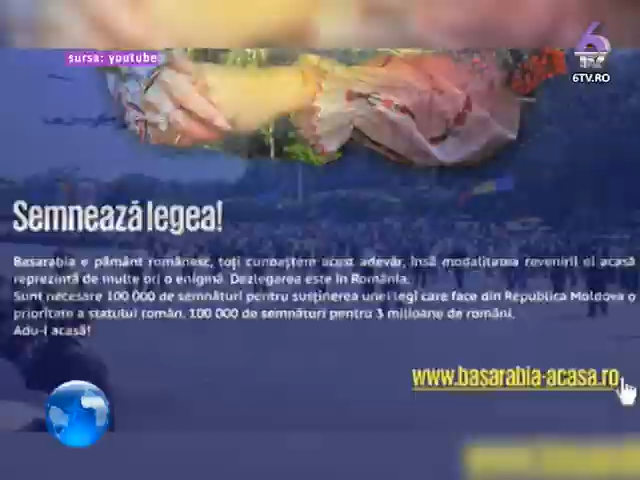 sursa: youtube
6
TV
6TV.RO
Semnează legea!
Basarabia e pământ românesc, toți cunoaștem acest adevăr, însă modalitatea revenirii ei acasă
reprezintă de multe ori o enigmă. Dezlegarea este în România.
Sunt necesare 100 000 de semnături pentru susținerea unei legi care face din Republica Moldova o
prioritate a statului român. 100 000 de semnături pentru 3 milioane de români.
Adu-i acasă!
www.basarabia-acasa.ro